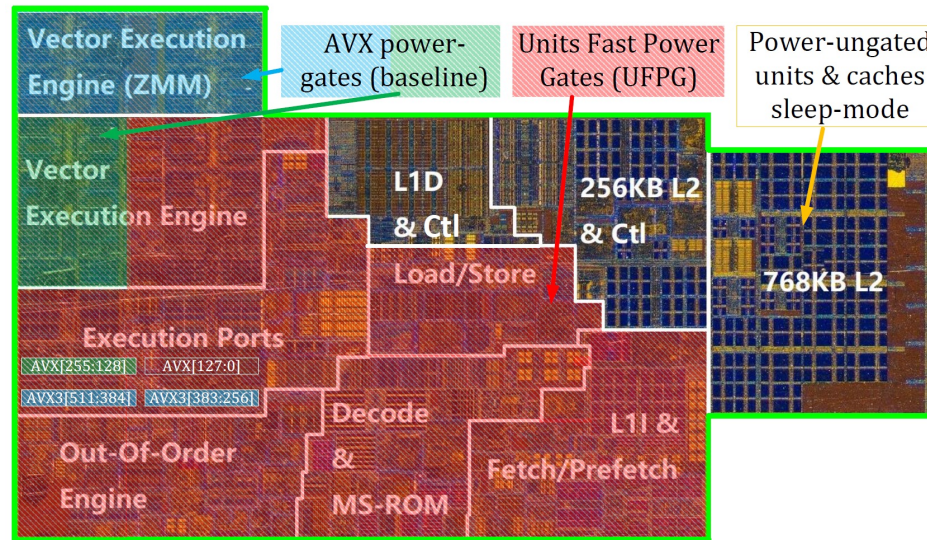 Vector Execution
Engine (ZMM)
AVX power-
gates (baseline)
Units Fast Power
Gates (UFPG)
Power-ungated
units & caches
sleep-mode
Vector
Execution Engine
L1D
& Ctl
256KB L2
& Ctl
768KB L2
Load/Store
Execution Ports
AVX[255:128]
AVX[127:0]
AVX3[511:384]
AVX3[383:256]
Out-Of-Order
Engine
Decode
&
MS-ROM
L1I &
Fetch/Prefetch